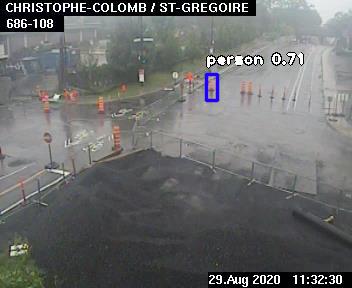 CHRISTOPHE-COLOMB / ST-GREGOIRE
686-108
person 0.71
29.Aug 2020 11:32:30